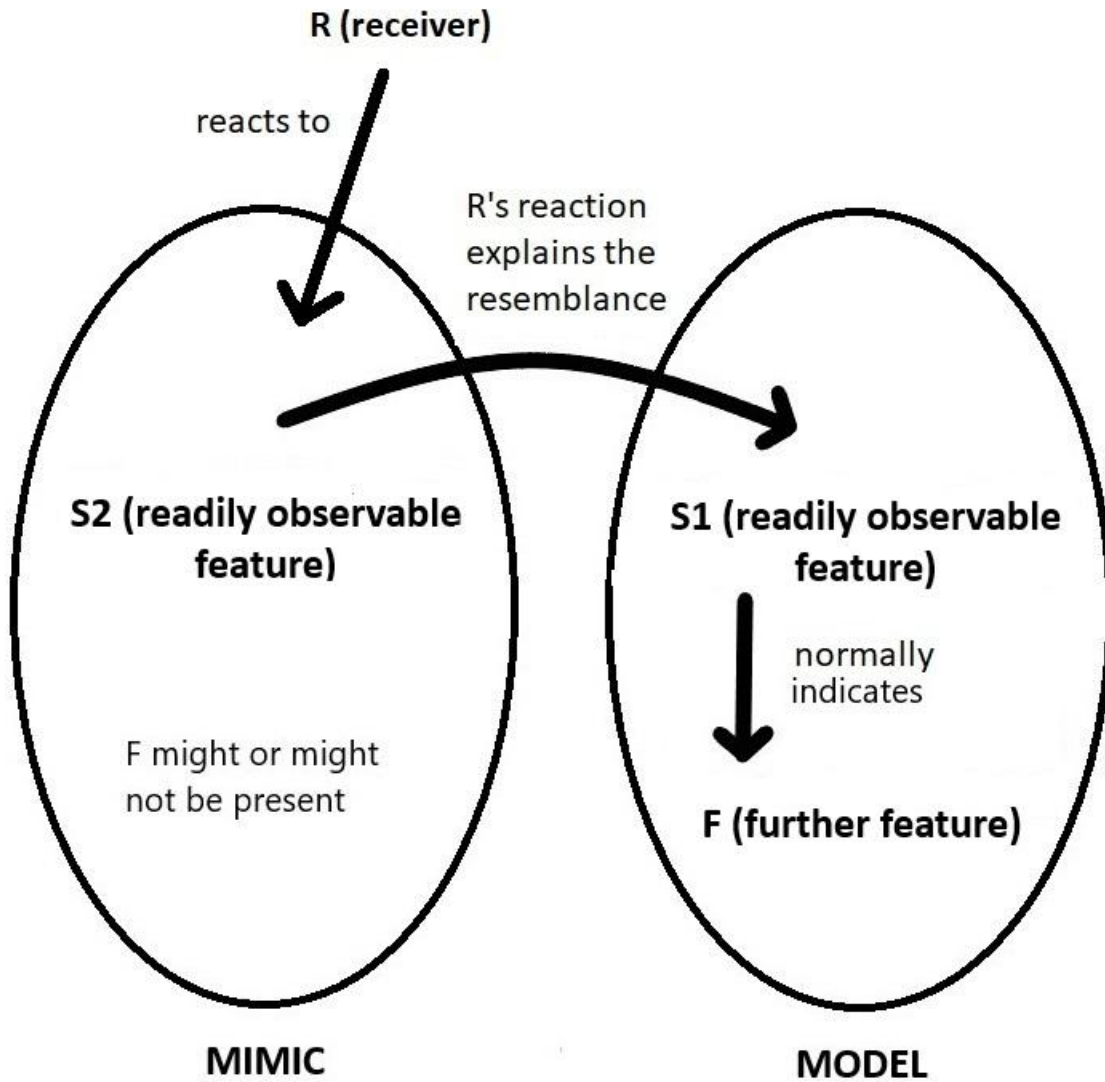 R (receiver)
reacts to
R's reaction
explains the
resemblance
S2 (readily observable
feature)
S1 (readily observable
feature)
normally
indicates
F might or might
not be present
F (further feature)
MIMIC
MODEL